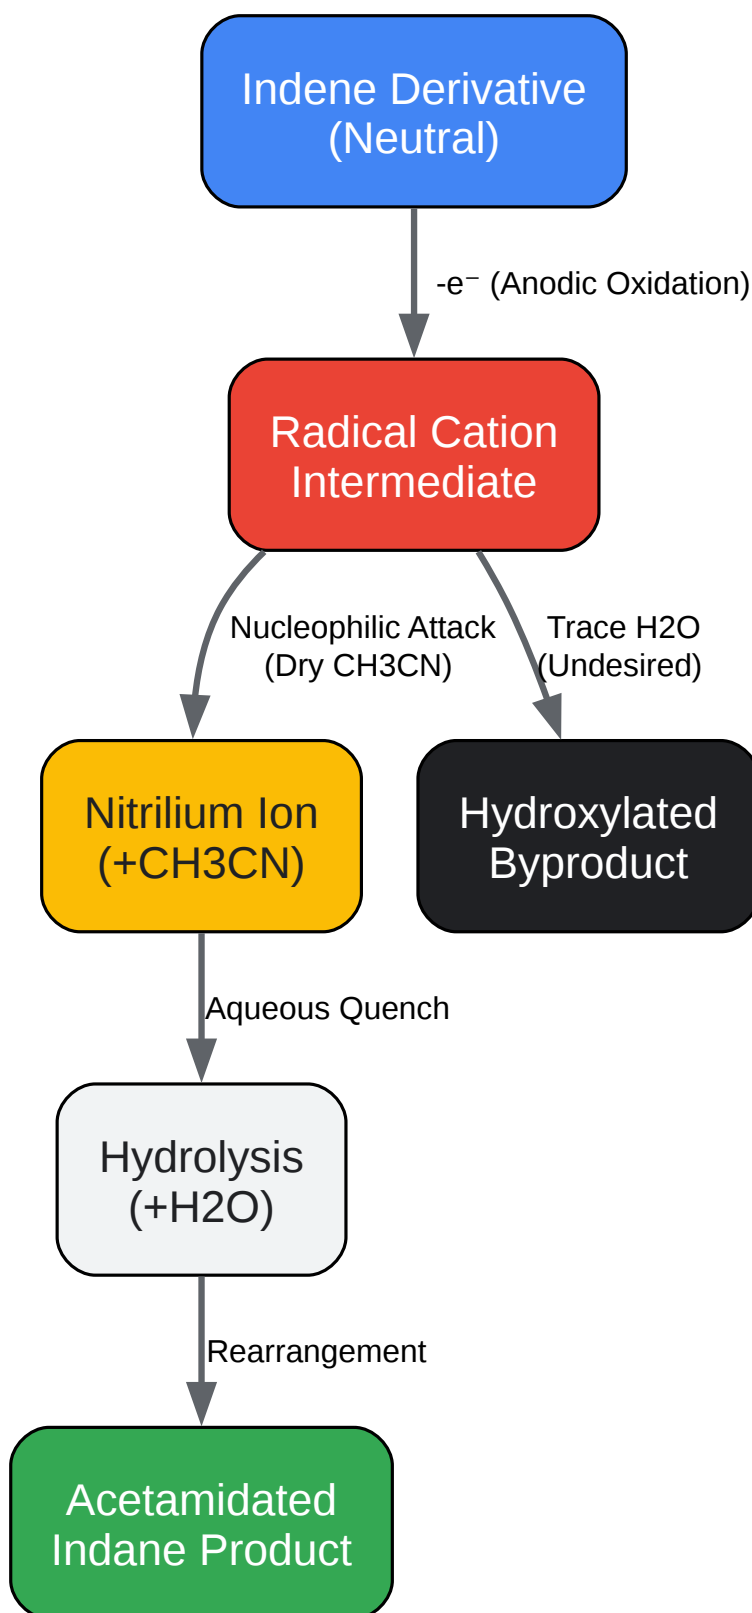 Indene Derivative
(Neutral)
-e⁻ (Anodic Oxidation)
Radical Cation
Intermediate
Nucleophilic Attack
(Dry CH3CN)
Trace H2O
(Undesired)
Nitrilium Ion
(+CH3CN)
Hydroxylated
Byproduct
Aqueous Quench
Hydrolysis
(+H2O)
Rearrangement
Acetamidated
Indane Product